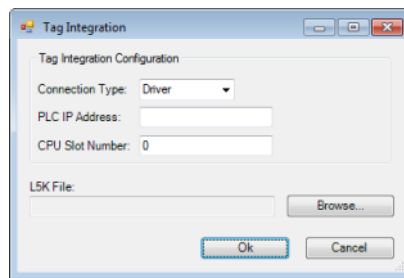 Tag Integration
Tag Integration Configuration
Connection Type: Driver
PLC IP Address:
CPU Slot Number: 0
L5K File:
Browse...
Ok Cancel